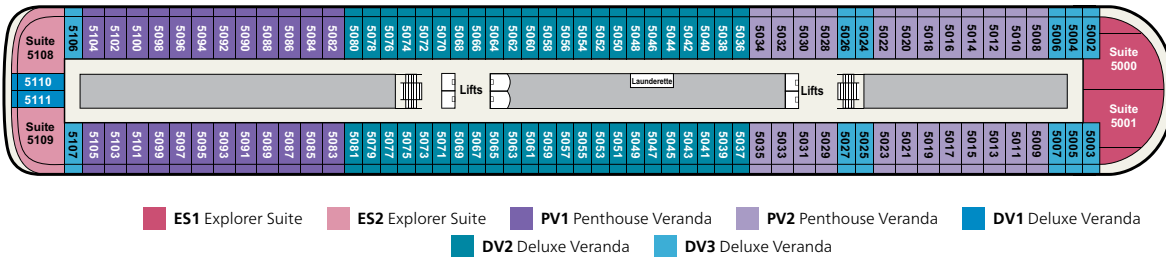 5106 5104 5102 5100 5098 5096 5094 5092 5090 5088 5086 5084 5082 5080 5078 5076 5074 5072 5070 5068 5066 5064 5062 5060 5058 5056 5054 5052 5050 5048 5046 5044 5042 5040 5038 5036 5034 5032 5030 5028 5026 5024 5022 5020 5018 5016 5014 5012 5010 5008 5006 5004 5002
Suite
5108
5110
5111
Suite
5109
Lifts
Launderette
Lifts
Suite
5000
Suite
5001
5107 5105 5103 5101 5099 5097 5095 5093 5091 5089 5087 5085 5083 5081 5079 5077 5075 5073 5071 5069 5067 5065 5063 5061 5059 5057 5056 5055 5053 5051 5049 5047 5045 5043 5041 5039 5037 5035 5033 5031 5029 5027 5025 5023 5021 5019 5017 5015 5013 5011 5009 5007 5005 5003
ES1 Explorer Suite ES2 Explorer Suite PV1 Penthouse Veranda PV2 Penthouse Veranda DV1 Deluxe Veranda
DV2 Deluxe Veranda DV3 Deluxe Veranda